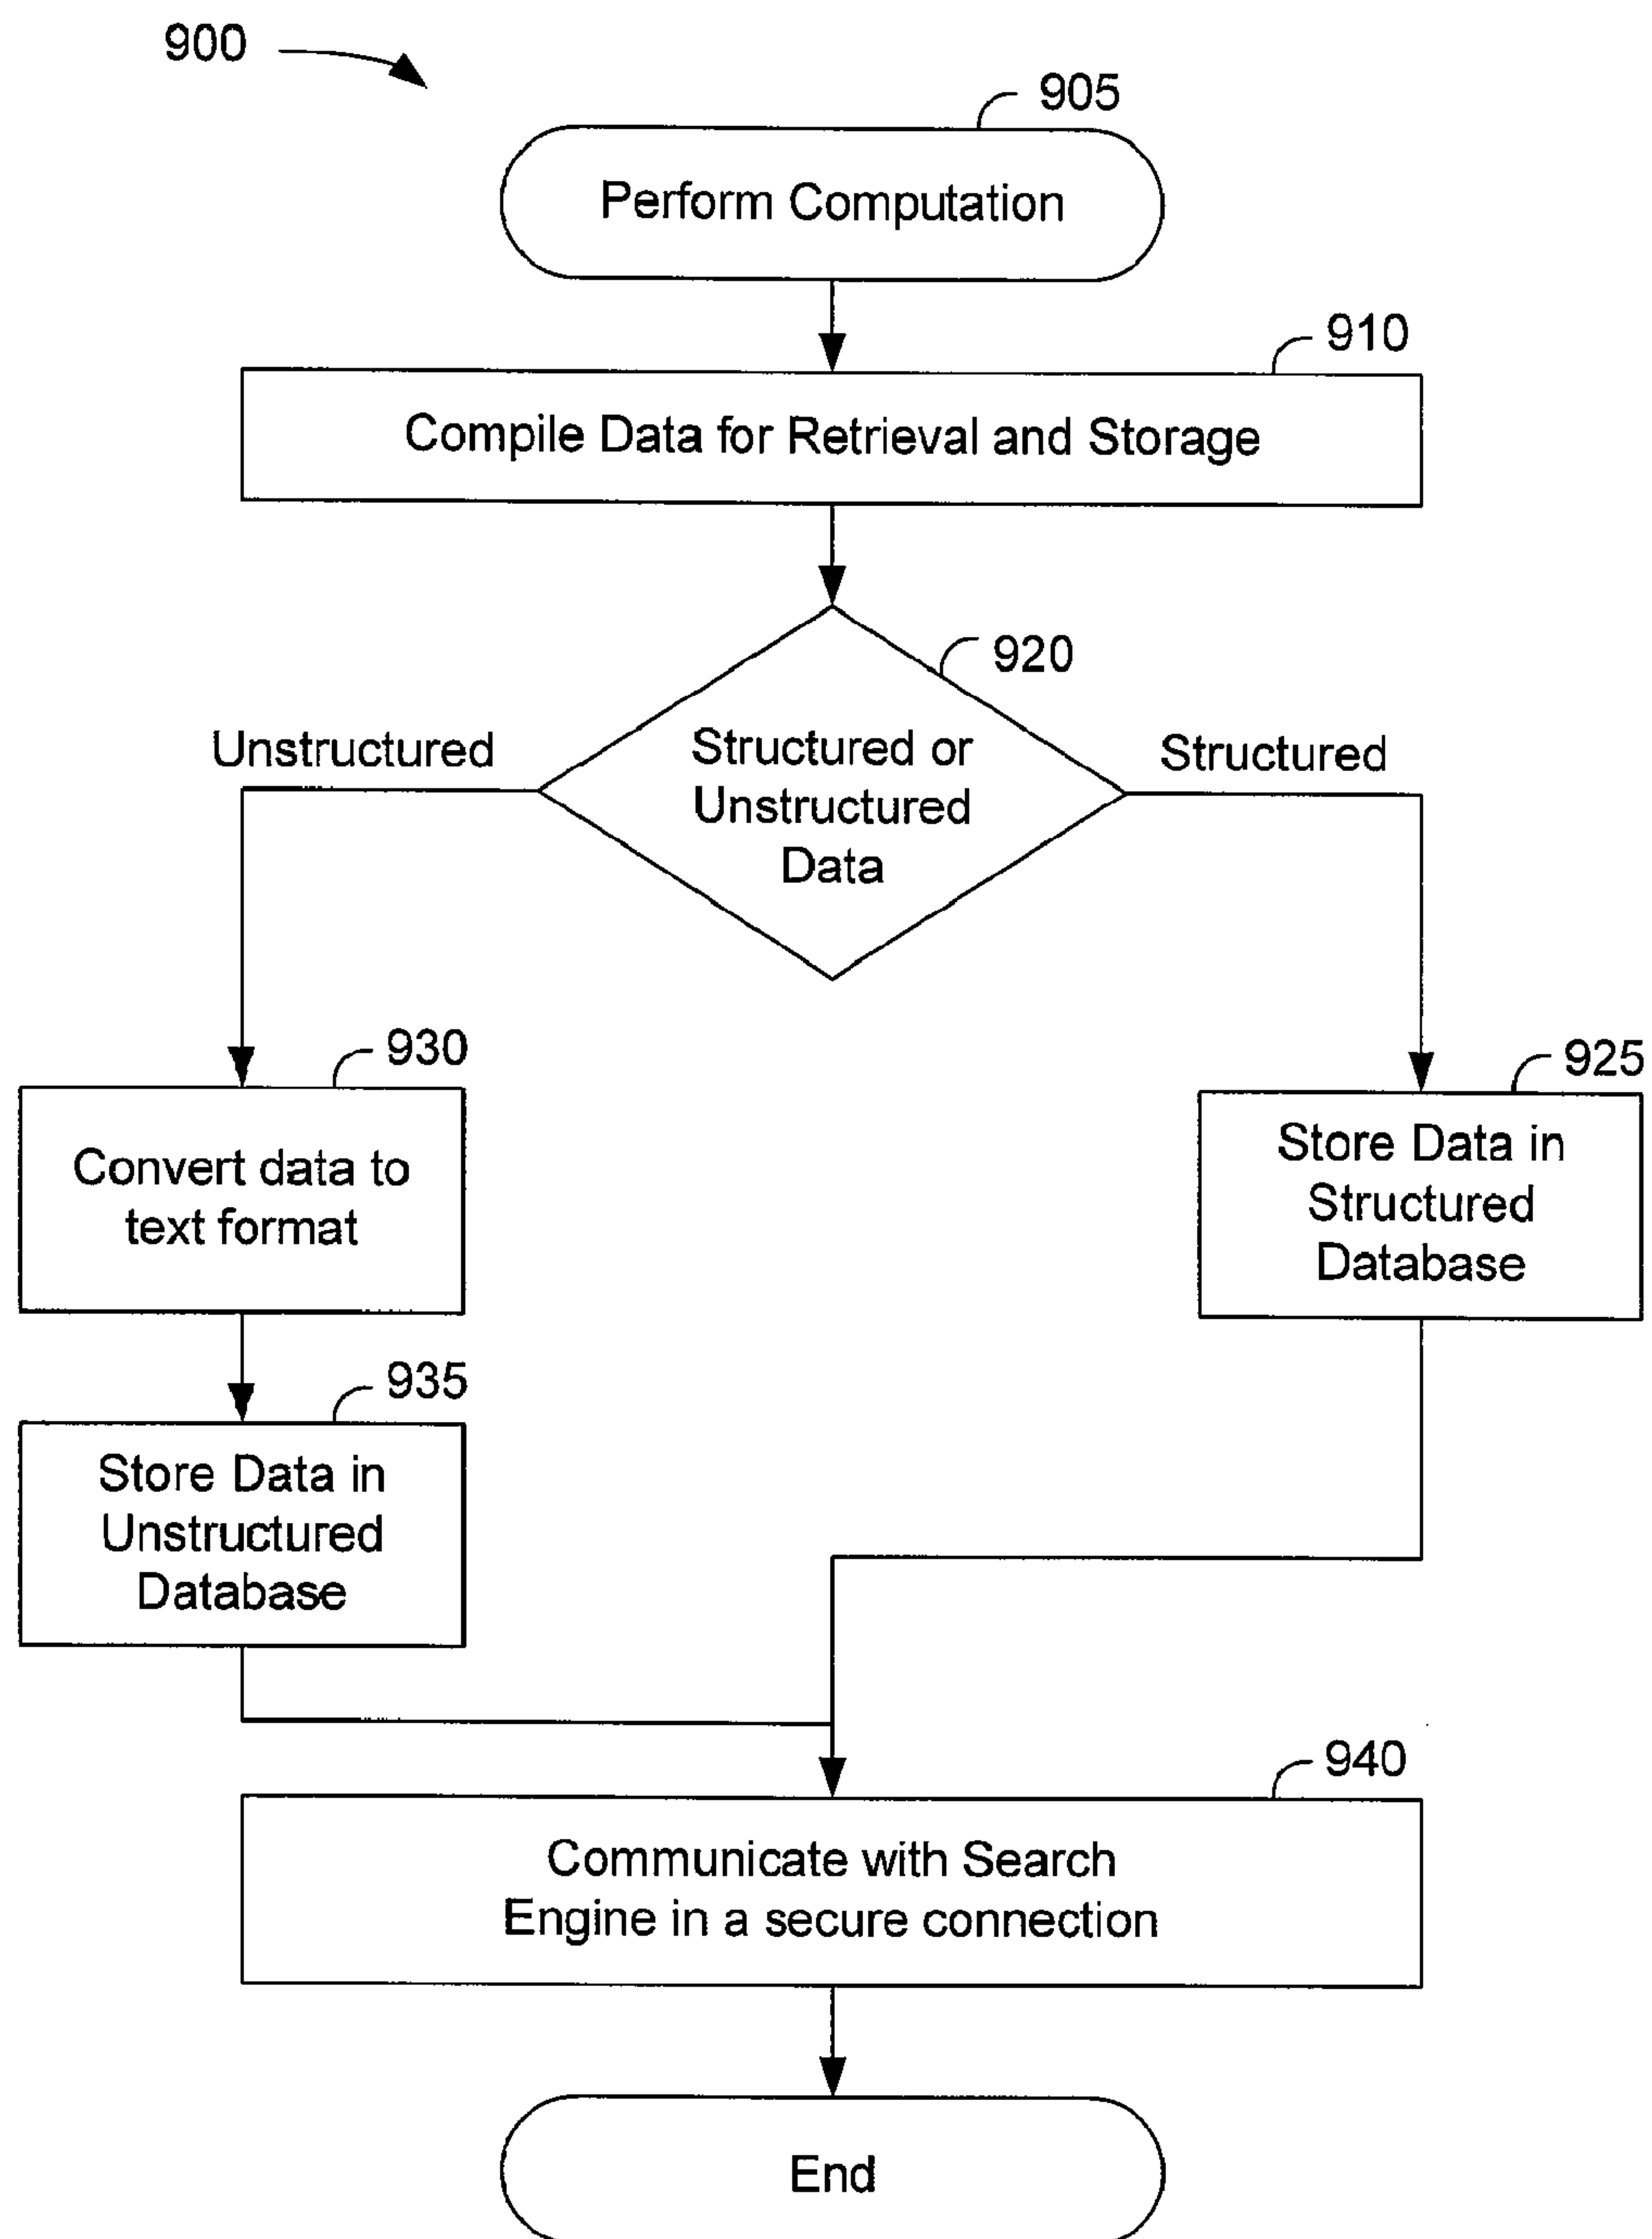 900
905
Perform Computation
910
Compile Data for Retrieval and Storage
920
Unstructured
Structured or
Unstructured
Data
Structured
930
Convert data to
text format
925
Store Data in
Structured
Database
935
Store Data in
Unstructured
Database
940
Communicate with Search
Engine in a secure connection
End